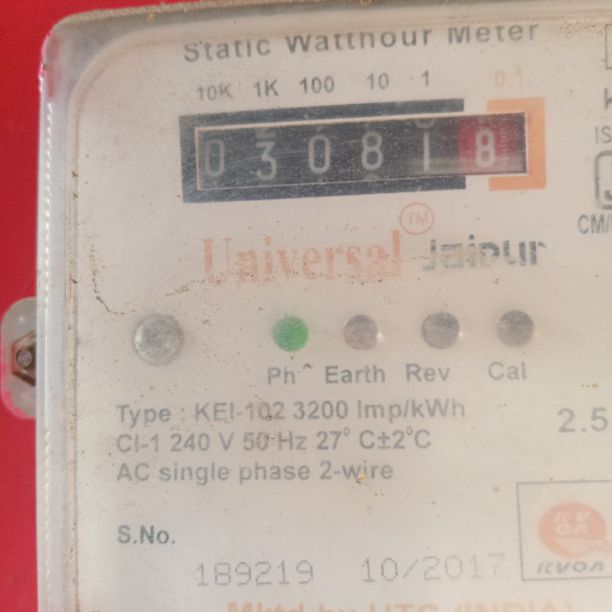 Static Watthour Meter
10K 1K 100 10 1 0.1
0 3 0 8 1 8
Universal TM Jaipur
Ph Earth Rev Cal
Type : KEI-102 3200 Imp/kWh
2.5
Cl-1 240 V 50 Hz 27° C±2°C
AC single phase 2-wire
S.No.
189219 10/2017
KVQA